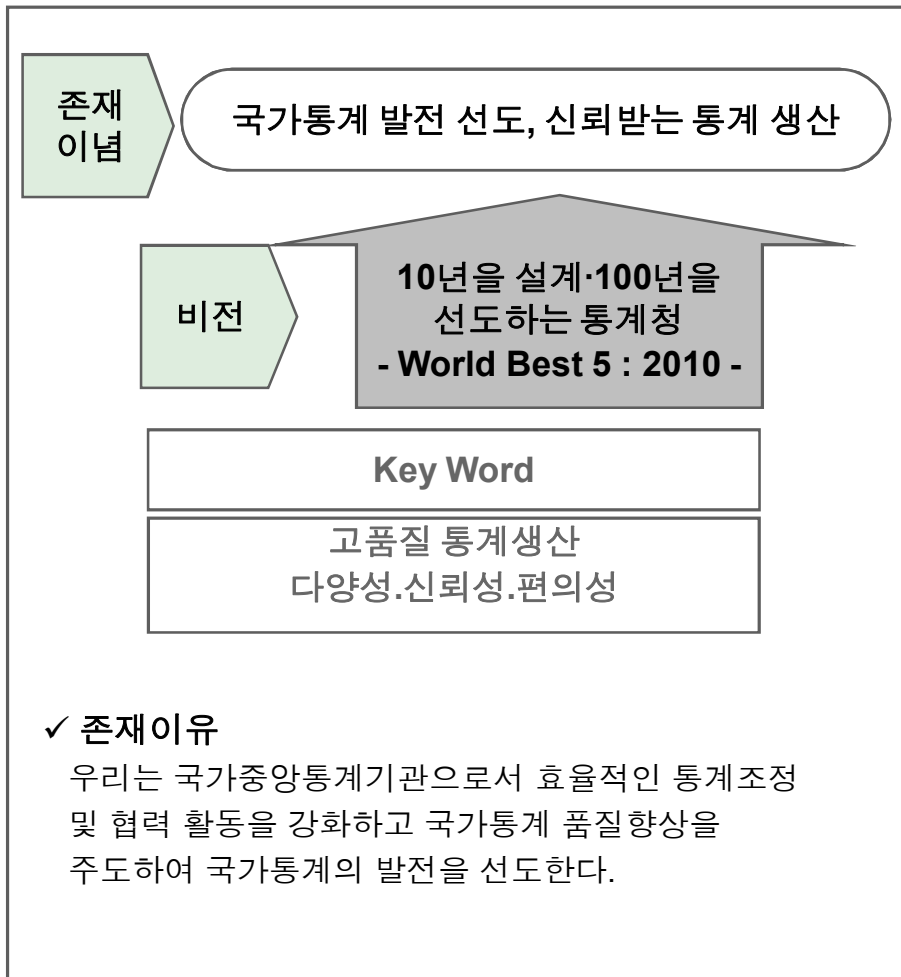 존재
이념
국가통계 발전 선도, 신뢰받는 통계 생산
비전
10년을 설계·100년을
선도하는 통계청
- World Best 5 : 2010 -
Key Word
고품질 통계생산
다양성.신뢰성.편의성
✓ 존재이유
우리는 국가중앙통계기관으로서 효율적인 통계조정
및 협력 활동을 강화하고 국가통계 품질향상을
주도하여 국가통계의 발전을 선도한다.